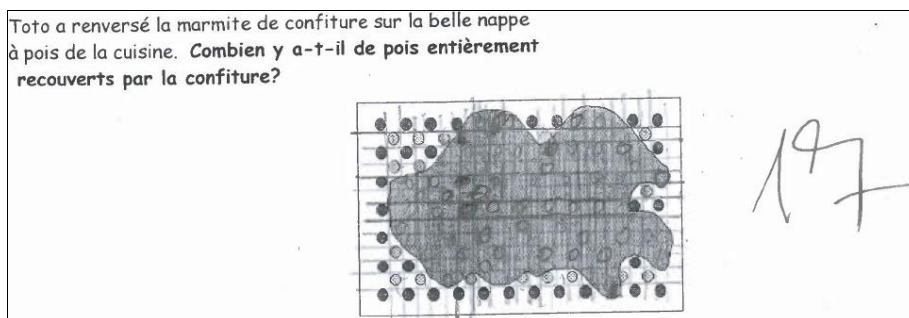 Toto a renversé la marmite de confiture sur la belle nappe
à pois de la cuisine. Combien y a-t-il de pois entièrement
recouverts par la confiture?
17